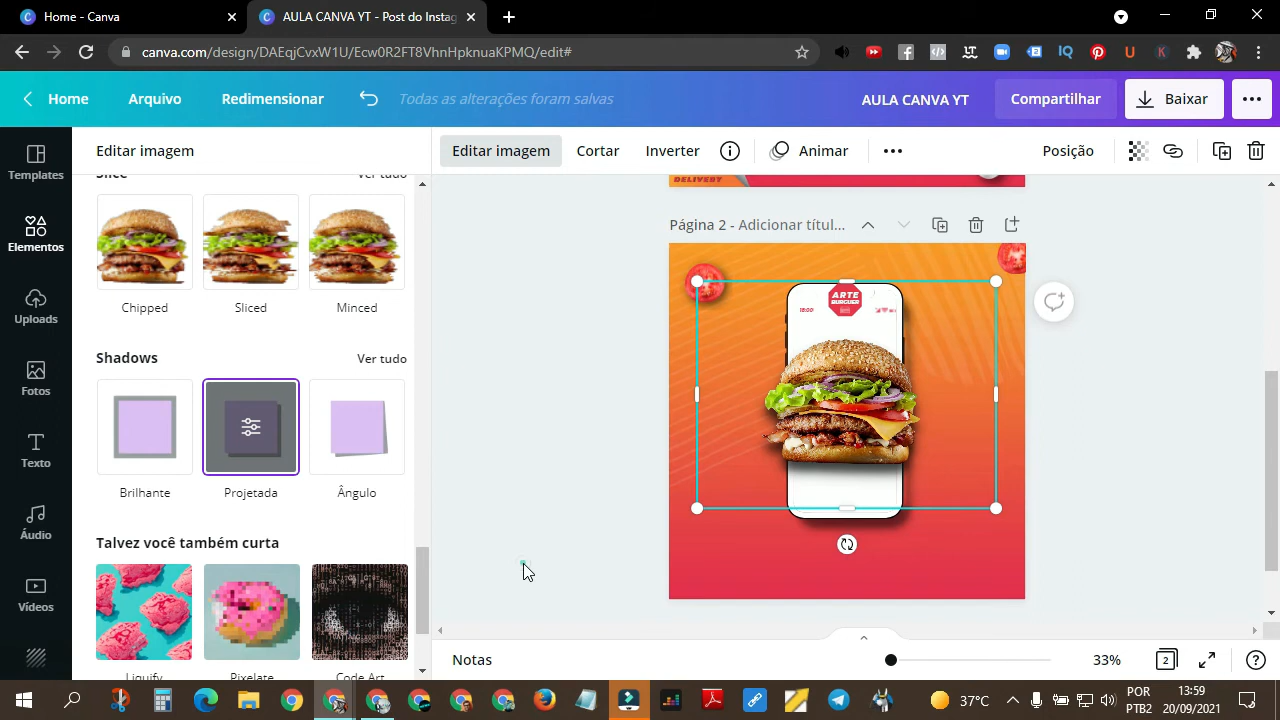 Home - Canva
AULA CANVA YT - Post do Instag
canva.com/design/DAEqjCvxW1U/Ecw0R2FT8VhnHpknuaKPMQ/edit#
Home
Arquivo
Redimensionar
Todas as alterações foram salvas
AULA CANVA YT
Compartilhar
Baixar
Editar imagem
Editar imagem
Cortar
Inverter
Animar
Posição
Templates
Elementos
Uploads
Fotos
Texto
Áudio
Vídeos
Slice
Ver tudo
Chipped
Sliced
Minced
Shadows
Ver tudo
Brilhante
Projetada
Ângulo
Talvez você também curta
Liquify
Pixelate
Code Art
DELIVERY
Página 2 - Adicionar títul...
ARTE
BURGUER
18:00
Notas
33%
2
37°C
POR
PTB2
13:59
20/09/2021